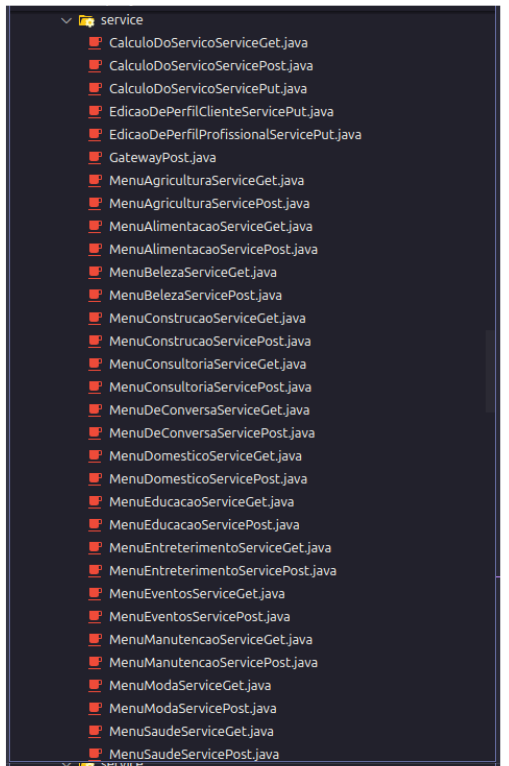 service
CalculoDoServicoServiceGet.java
CalculoDoServicoServicePost.java
CalculoDoServicoServicePut.java
EdicaoDePerfilClienteServicePut.java
EdicaoDePerfilProfissionalServicePut.java
GatewayPost.java
MenuAgriculturaServiceGet.java
MenuAgriculturaServicePost.java
MenuAlimentacaoServiceGet.java
MenuAlimentacaoServicePost.java
MenuBelezaServiceGet.java
MenuBelezaServicePost.java
MenuConstrucaoServiceGet.java
MenuConstrucaoServicePost.java
MenuConsultoriaServiceGet.java
MenuConsultoriaServicePost.java
MenuDeConversaServiceGet.java
MenuDeConversaServicePost.java
MenuDomesticoServiceGet.java
MenuDomesticoServicePost.java
MenuEducacaoServiceGet.java
MenuEducacaoServicePost.java
MenuEntreterimentoServiceGet.java
MenuEntreterimentoServicePost.java
MenuEventosServiceGet.java
MenuEventosServicePost.java
MenuManutencaoServiceGet.java
MenuManutencaoServicePost.java
MenuModaServiceGet.java
MenuModaServicePost.java
MenuSaudeServiceGet.java
MenuSaudeServicePost.java
service